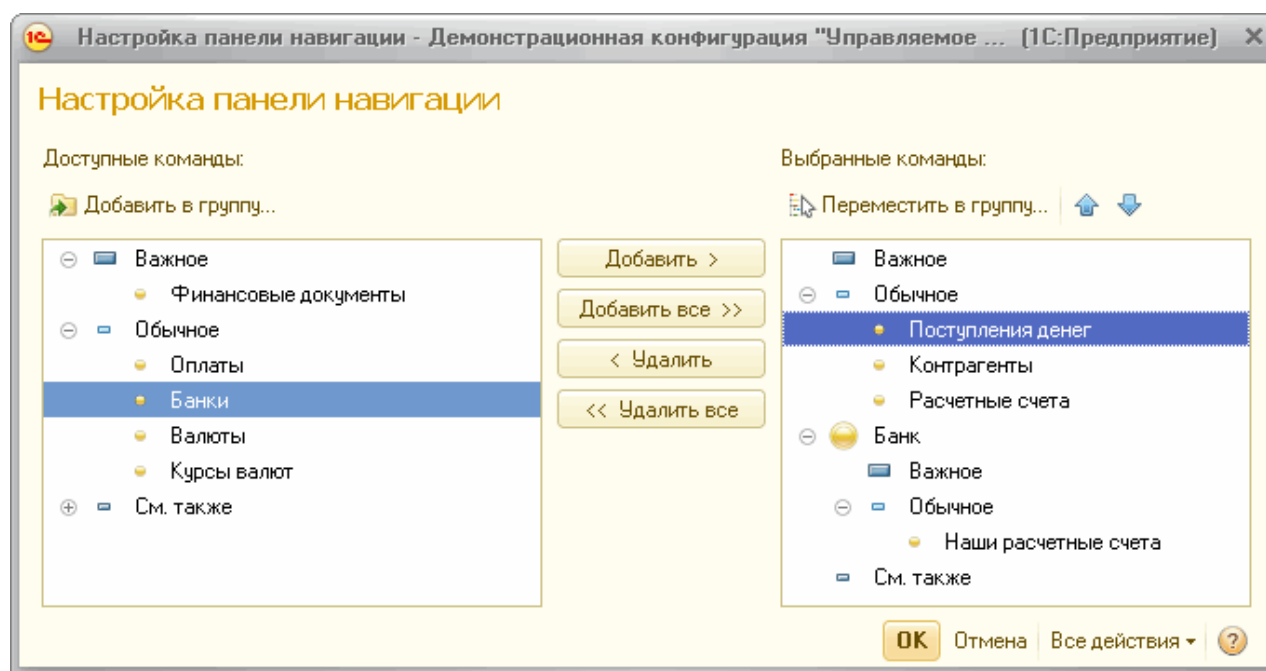 1С Настройка панели навигации - Демонстрационная конфигурация "Управляемое ... (1С:Предприятие)
Настройка панели навигации
Доступные команды:
Добавить в группу...
Важное
Финансовые документы
Обычное
Оплаты
Банки
Валюты
Курсы валют
См. также
Добавить >
Добавить все >>
< Удалить
<< Удалить все
Выбранные команды:
Переместить в группу...
Важное
Обычное
Поступления денег
Контрагенты
Расчетные счета
Банк
Важное
Обычное
Наши расчетные счета
См. также
ОК Отмена Все действия ?